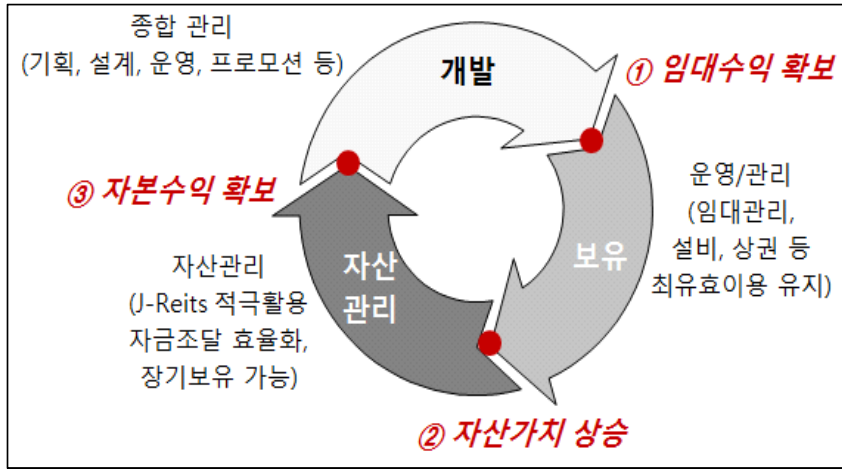 종합 관리
(기획, 설계, 운영, 프로모션 등)
개발
① 임대수익 확보
운영/관리
(임대관리,
설비, 상권 등
최유효이용 유지)
보유
② 자산가치 상승
자산
관리
자산관리
(J-Reits 적극활용
자금조달 효율화,
장기보유 가능)
③ 자본수익 확보